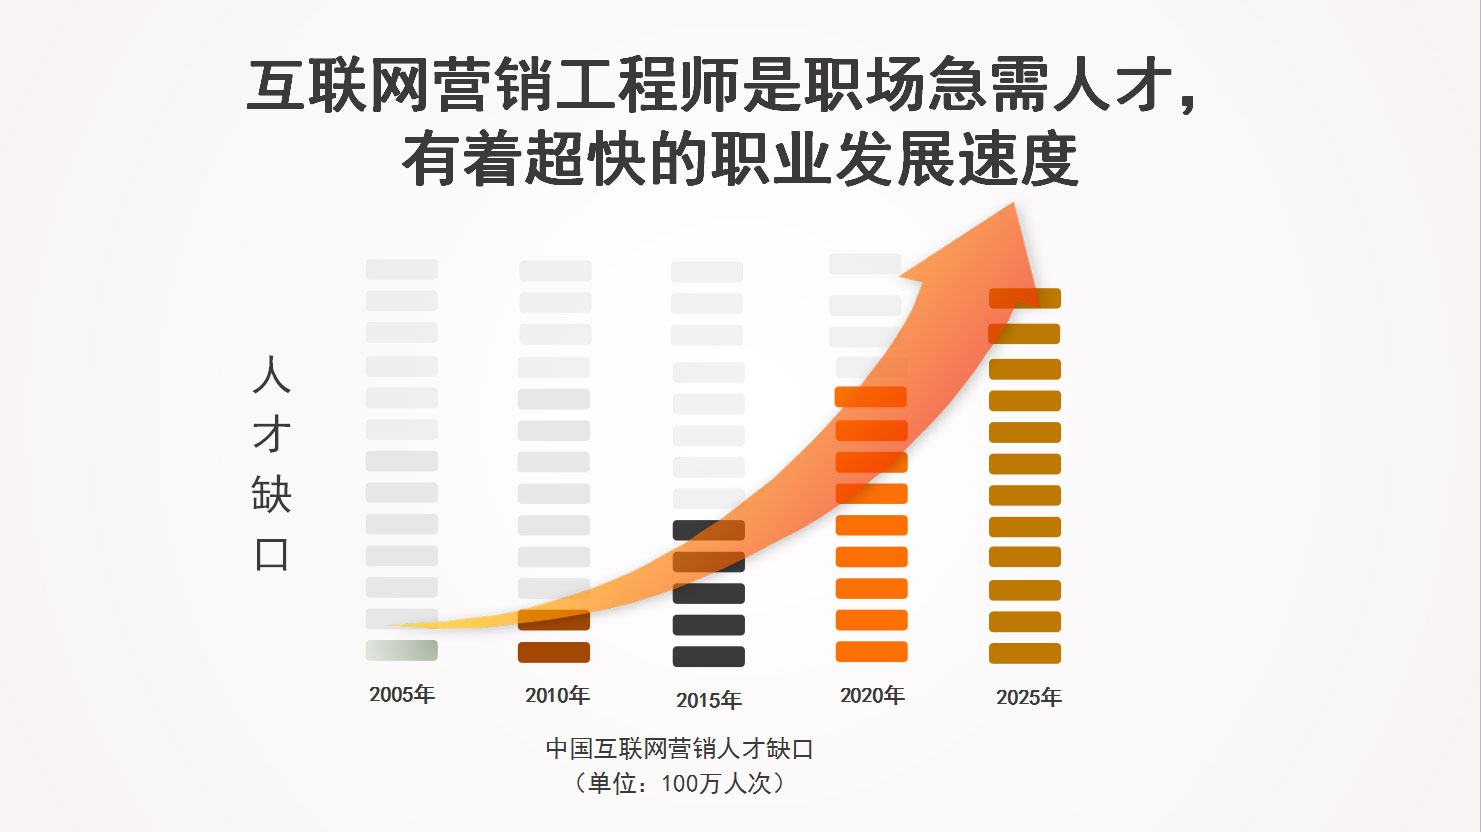 互联网营销工程师是职场急需人才，
有着超快的职业发展速度
人才缺口
2005年
2010年
2015年
2020年
2025年
中国互联网营销人才缺口
（单位：100万人次）